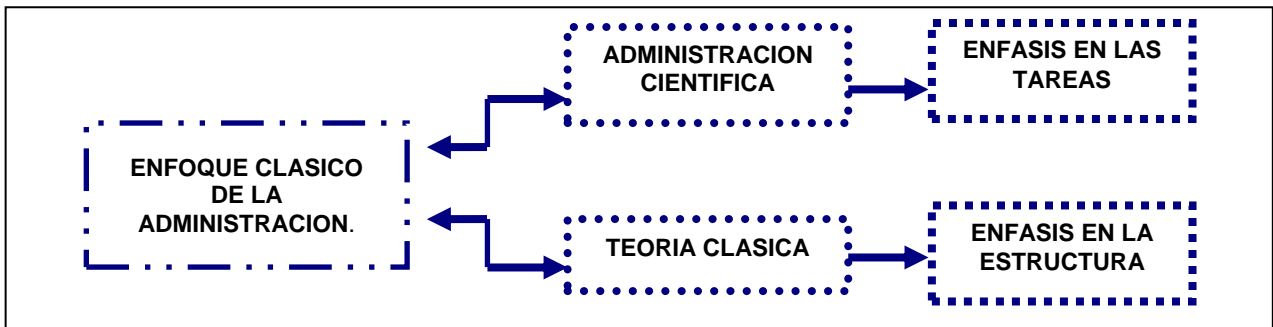 ENFOQUE CLASICO
DE LA
ADMINISTRACION.
ADMINISTRACION
CIENTIFICA
ENFASIS EN LAS
TAREAS
TEORIA CLASICA
ENFASIS EN LA
ESTRUCTURA